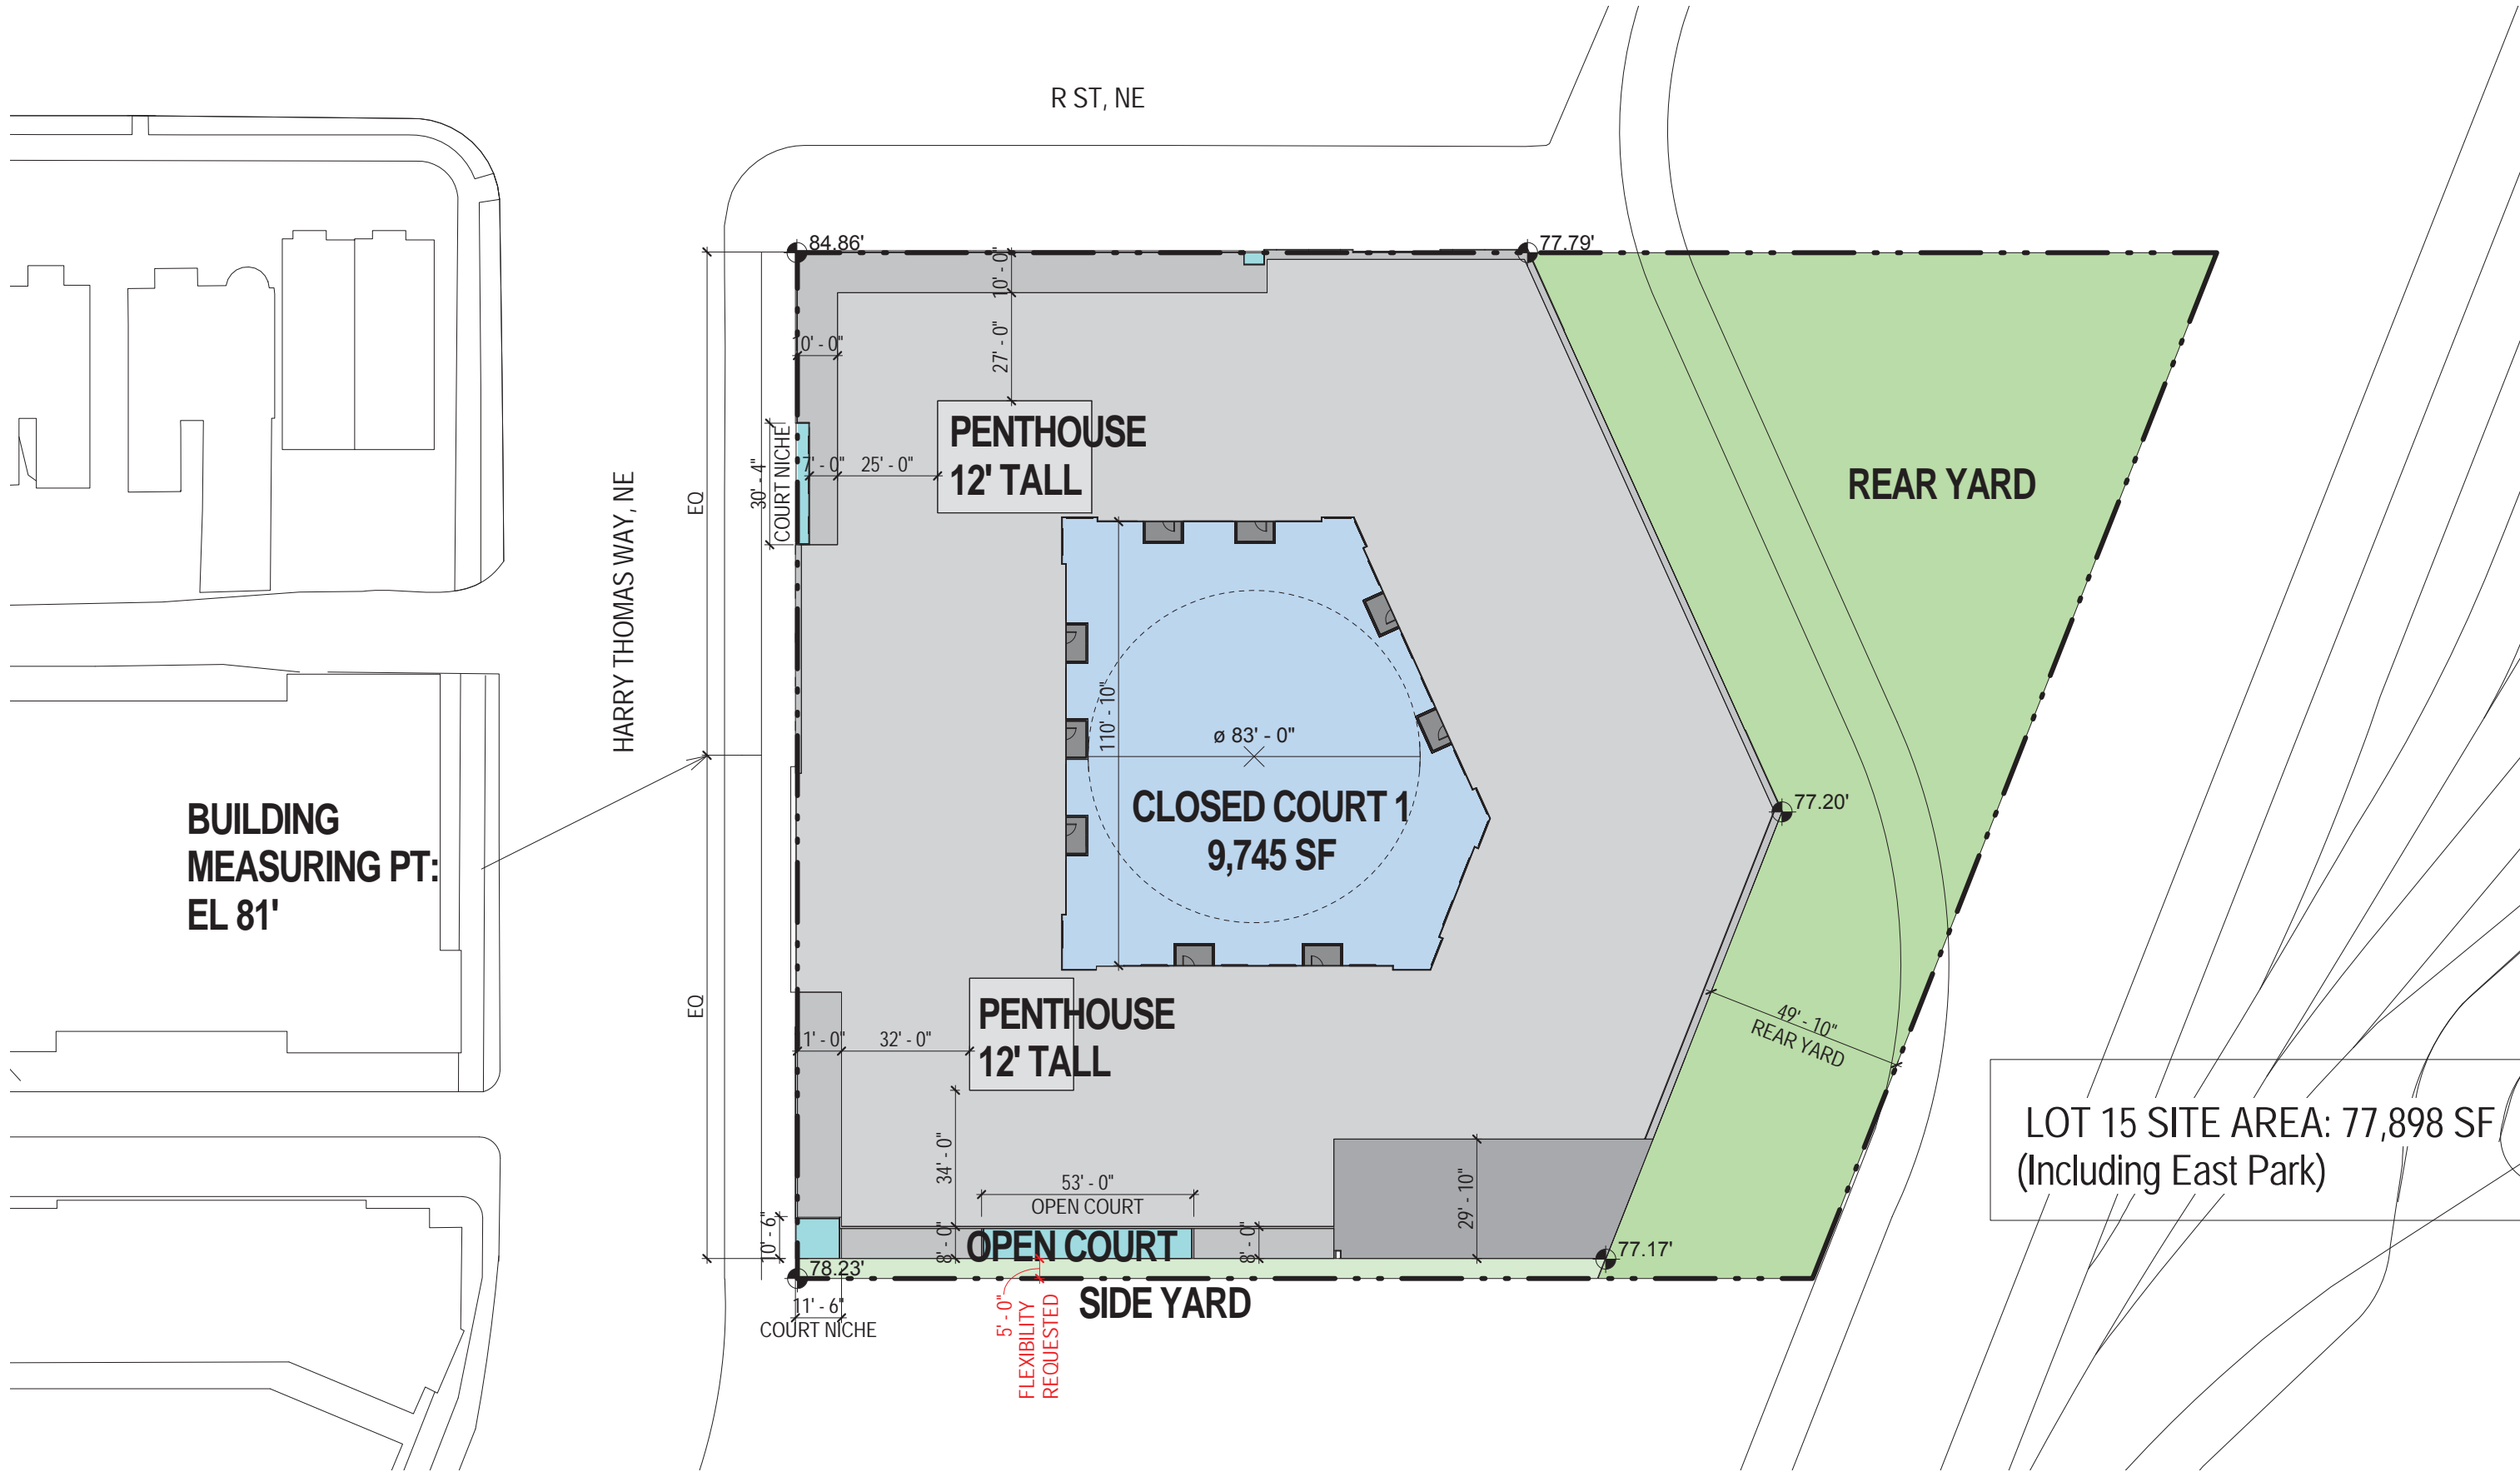 R ST, NE
84.86'
77.79'
10' - 0"
27' - 0"
0' - 0"
PENTHOUSE
12' TALL
30' - 4"
COURT NICHE
7' - 0"
25' - 0"
REAR YARD
EQ
HARRY THOMAS WAY, NE
110' - 10"
ø 83' - 0"
CLOSED COURT 1
9,745 SF
77.20'
BUILDING
MEASURING PT:
EL 81'
EQ
PENTHOUSE
12' TALL
1' - 0"
32' - 0"
49' - 10"
REAR YARD
LOT 15 SITE AREA: 77,898 SF
(Including East Park)
34' - 0"
53' - 0"
OPEN COURT
29' - 10"
10' - 6"
8' - 0"
OPEN COURT
8' - 0"
77.17'
78.23'
11' - 6"
COURT NICHE
5' - 0"
FLEXIBILITY
REQUESTED
SIDE YARD